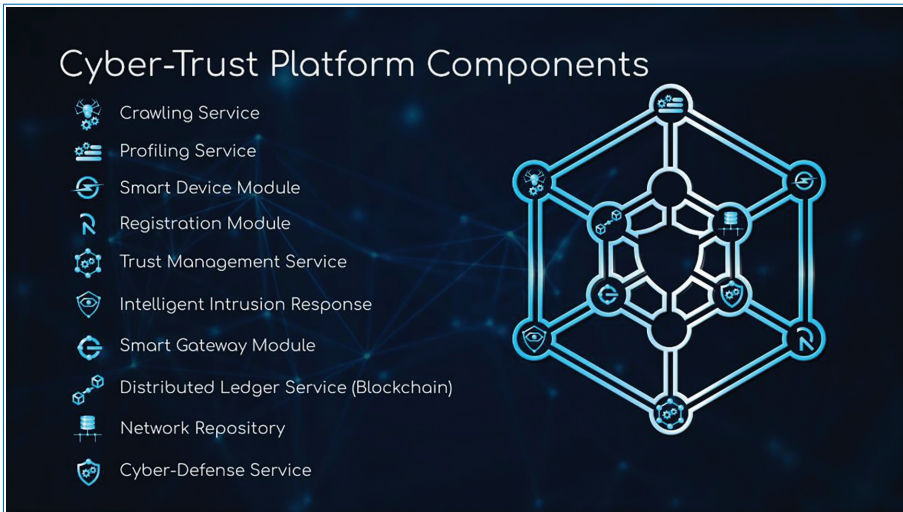 Cyber-Trust Platform Components
Crawling Service
Profiling Service
Smart Device Module
Registration Module
Trust Management Service
Intelligent Intrusion Response
Smart Gateway Module
Distributed Ledger Service (Blockchain)
Network Repository
Cyber-Defense Service